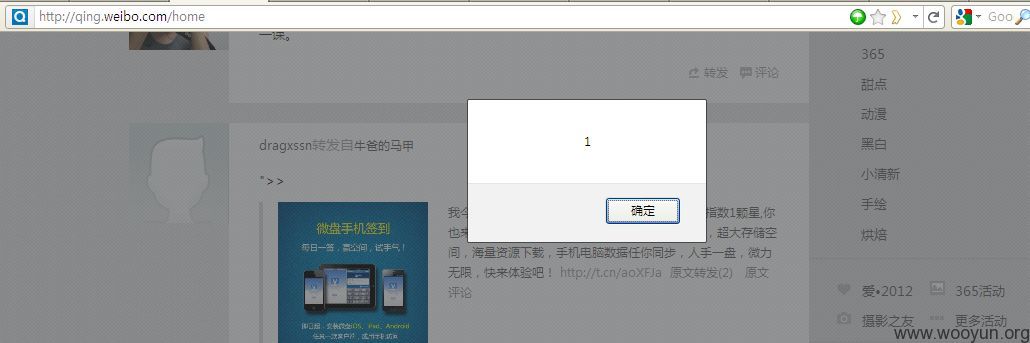 http://qing.weibo.com/home
Goo
一课。
转发 评论
365
甜点
动漫
黑白
小清新
手绘
烘焙
1
确定
dragxssn转发自牛爸的马甲
">>
微盘手机签到
每日一签，赢空间，试手气！
我今 指数1颗星,你
也来 ，超大存储空
间，海量资源下载，手机电脑数据任你同步，人手一盘，微力
无限，快来体验吧！ http://t.cn/aoXFJa 原文转发(2) 原文
评论
爱•2012 365活动
摄影之友 更多活动
www.wooyun.org